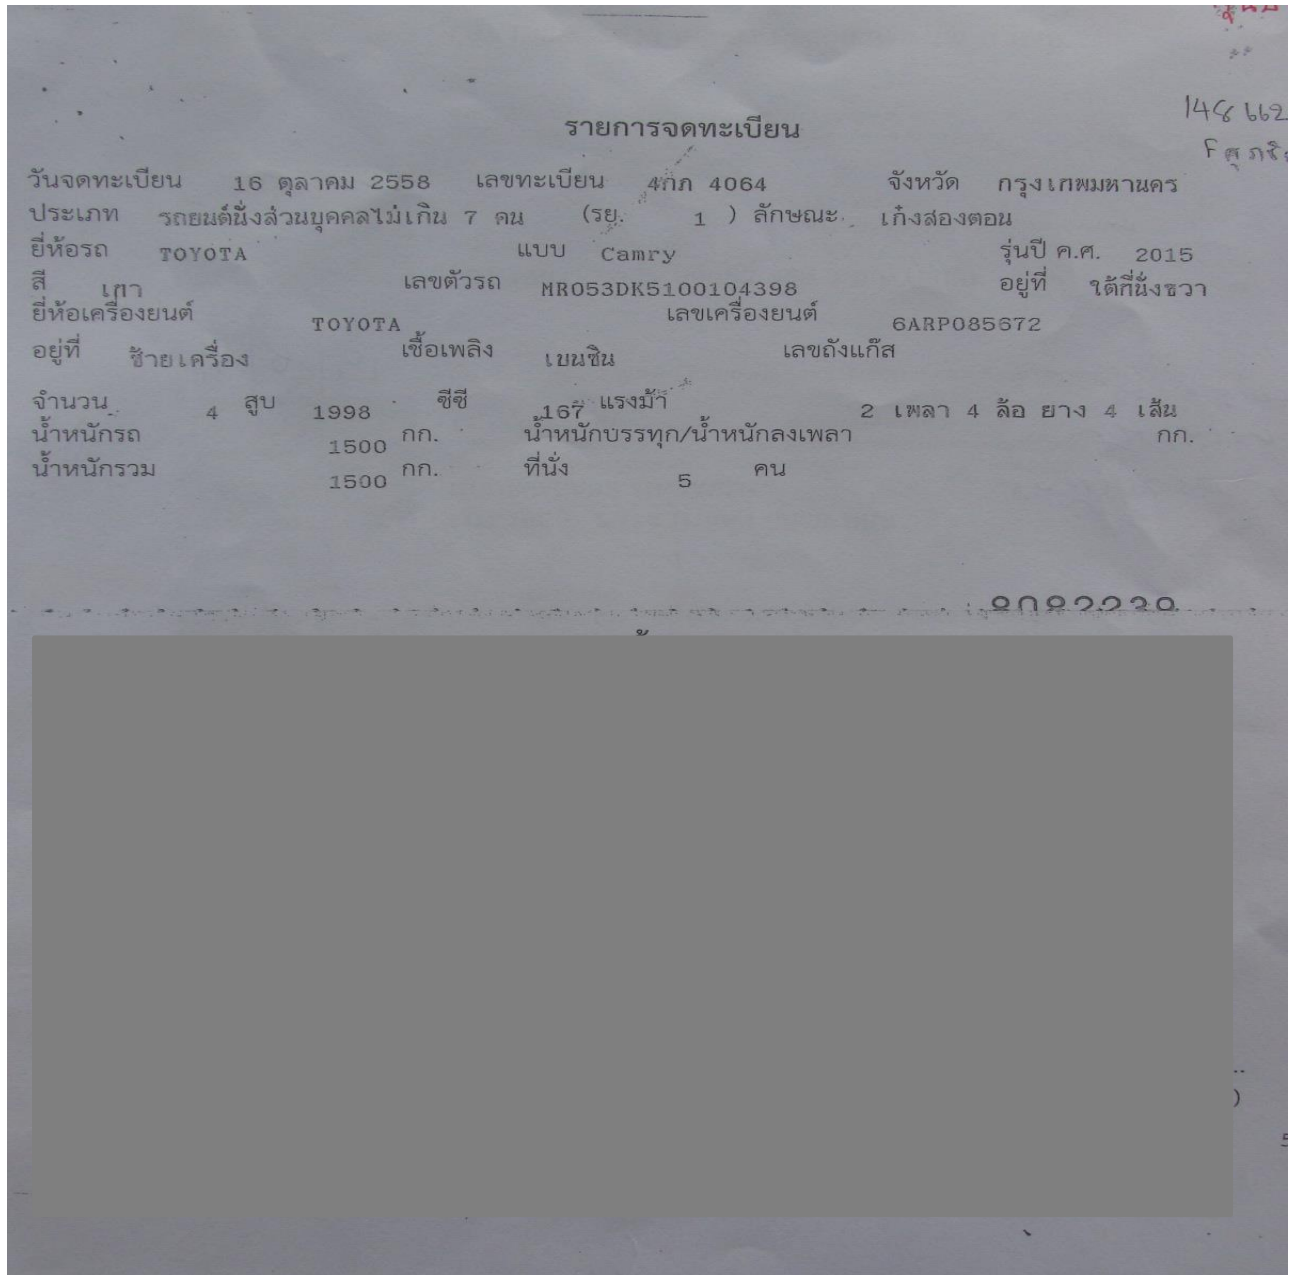 148
รายการจดทะเบียน
วันจดทะเบียน 16 ตุลาคม 2558 เลขทะเบียน 4กภ 4064 จังหวัด กรุงเทพมหานคร
ประเภท รถยนต์นั่งส่วนบุคคลไม่เกิน 7 คน (รย. 1 ) ลักษณะ เก๋งสองตอน
ยี่ห้อรถ TOYOTA แบบ Camry รุ่นปี ค.ศ. 2015
สี เทา เลขตัวรถ MR053DK5100104398 อยู่ที่ ใต้ที่นั่งขวา
ยี่ห้อเครื่องยนต์ TOYOTA เลขเครื่องยนต์ 6ARP085672
อยู่ที่ ซ้ายเครื่อง เชื้อเพลิง เบนซิน เลขถังแก๊ส
จำนวน 4 สูบ 1998 ซีซี 167 แรงม้า 2 เพลา 4 ล้อ ยาง 4 เส้น
น้ำหนักรถ 1500 กก. น้ำหนักบรรทุก/น้ำหนักลงเพลา กก.
น้ำหนักรวม 1500 กก. ที่นั่ง 5 คน